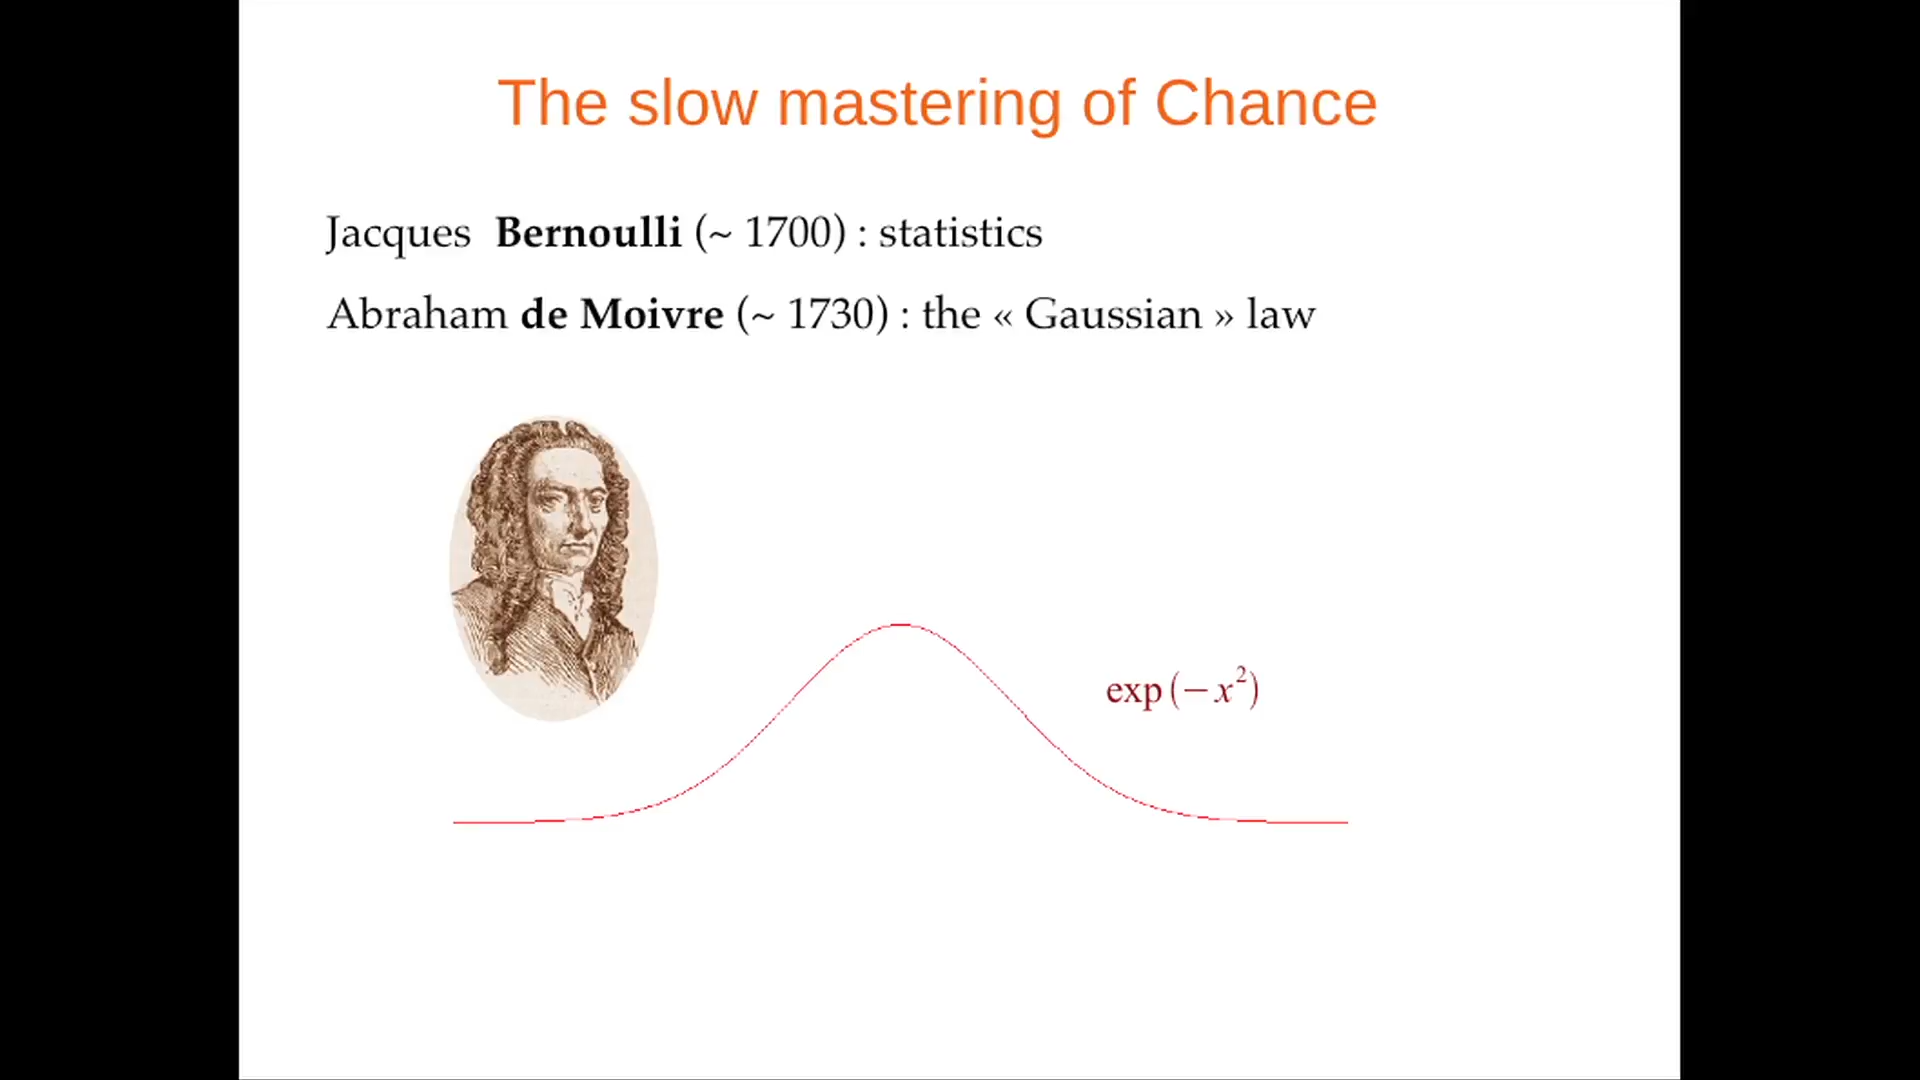 The slow mastering of Chance
Jacques Bernoulli (~ 1700) : statistics
Abraham de Moivre (~ 1730) : the « Gaussian » law
exp(−x²)